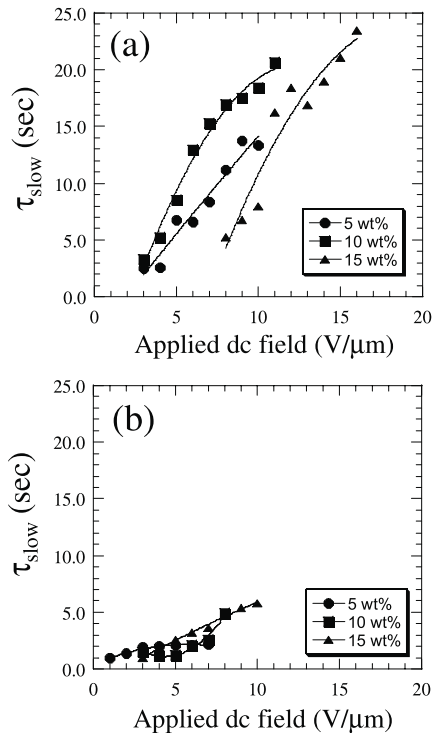 (a)
25.0
20.0
15.0
10.0
5.0
0.0
τslow (sec)
5 wt%
10 wt%
15 wt%
0 5 10 15 20
Applied dc field (V/μm)
(b)
25.0
20.0
15.0
10.0
5.0
0.0
τslow (sec)
5 wt%
10 wt%
15 wt%
0 5 10 15 20
Applied dc field (V/μm)